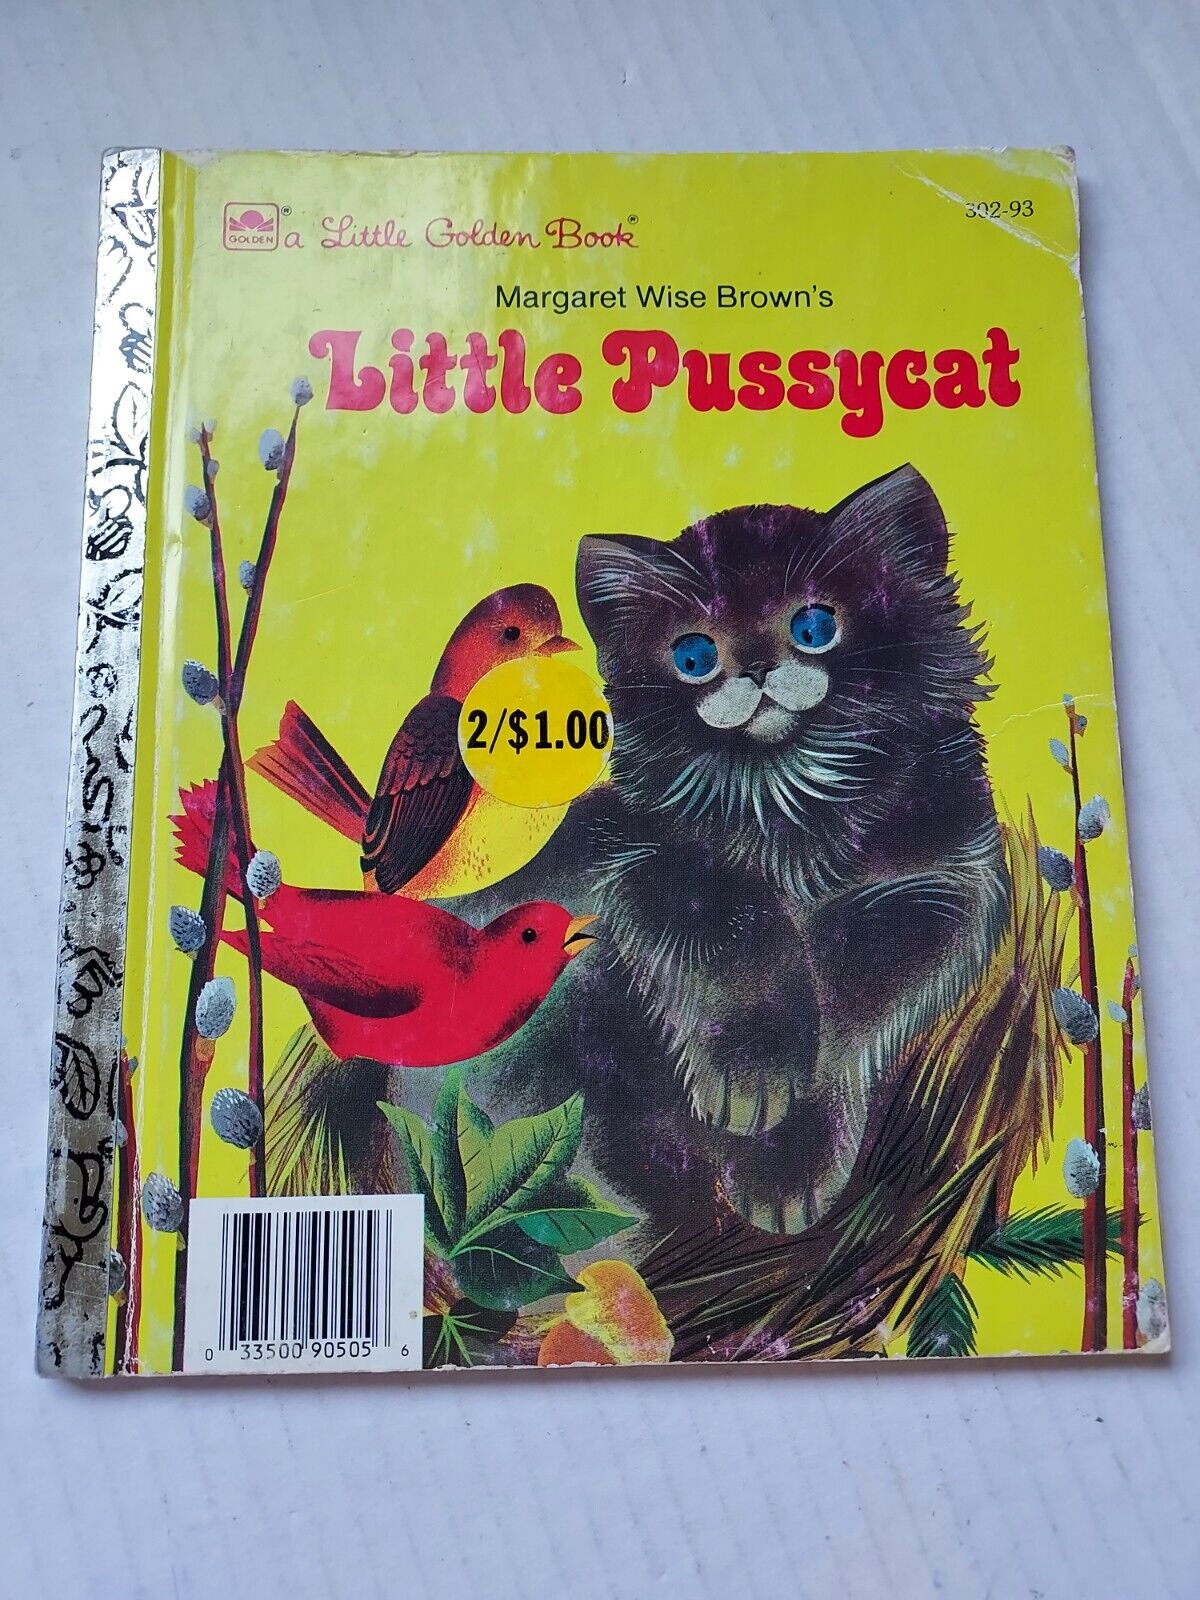 GOLDEN® a Little Golden Book®
302-93
Margaret Wise Brown's
Little Pussycat
2/$1.00
0 33500 90505 6